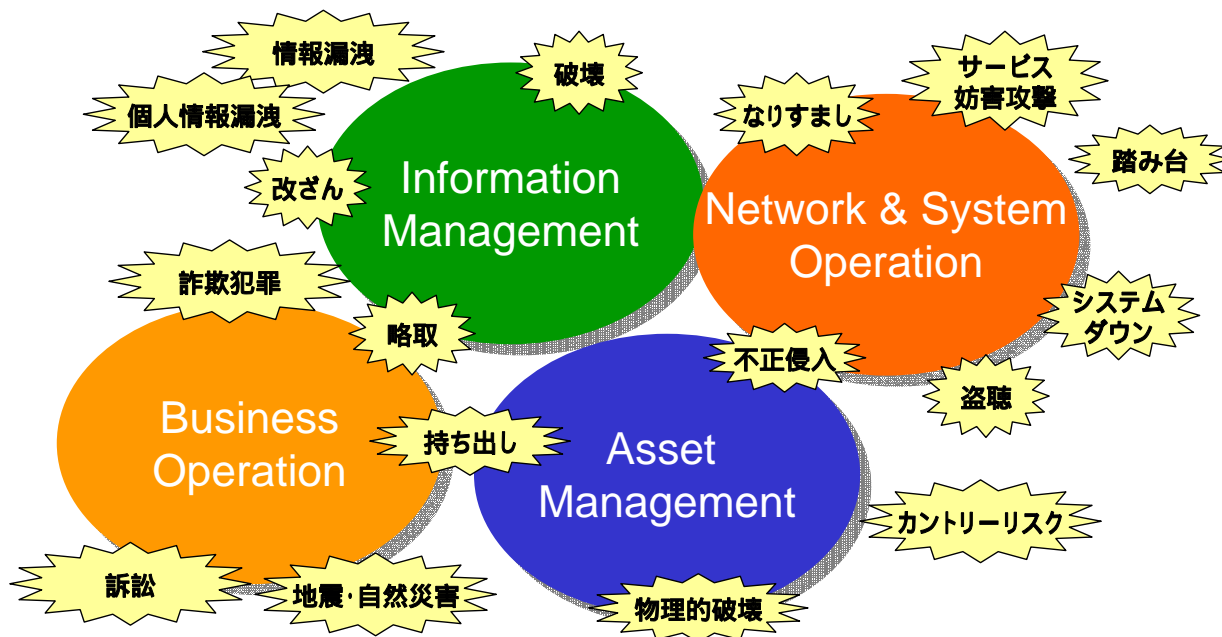 情報漏洩
破壊
サービス
妨害攻撃
個人情報漏洩
なりすまし
踏み台
改ざん
Information
Management
Network & System
Operation
詐欺犯罪
略取
システム
ダウン
不正侵入
盗聴
Business
Operation
持ち出し
Asset
Management
カントリーリスク
訴訟
地震・自然災害
物理的破壊